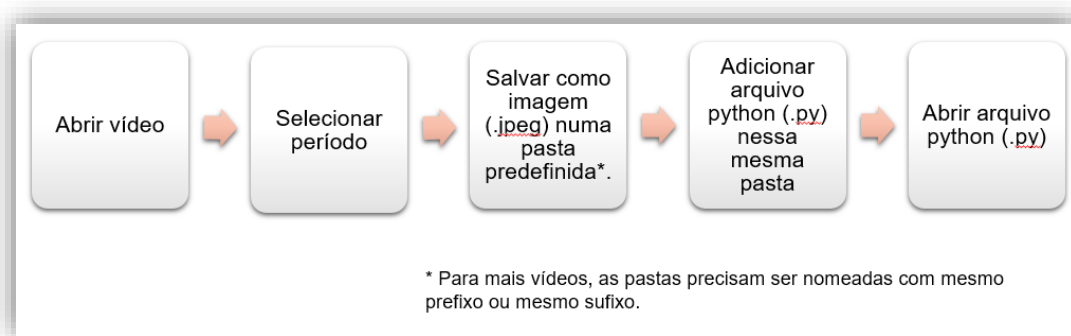 Abrir vídeo
Selecionar
período
Salvar como
imagem
(.jpeg) numa
pasta
predefinida*.
Adicionar
arquivo
python (.py)
nessa
mesma
pasta
Abrir arquivo
python (.py)
* Para mais vídeos, as pastas precisam ser nomeadas com mesmo
prefixo ou mesmo sufixo.